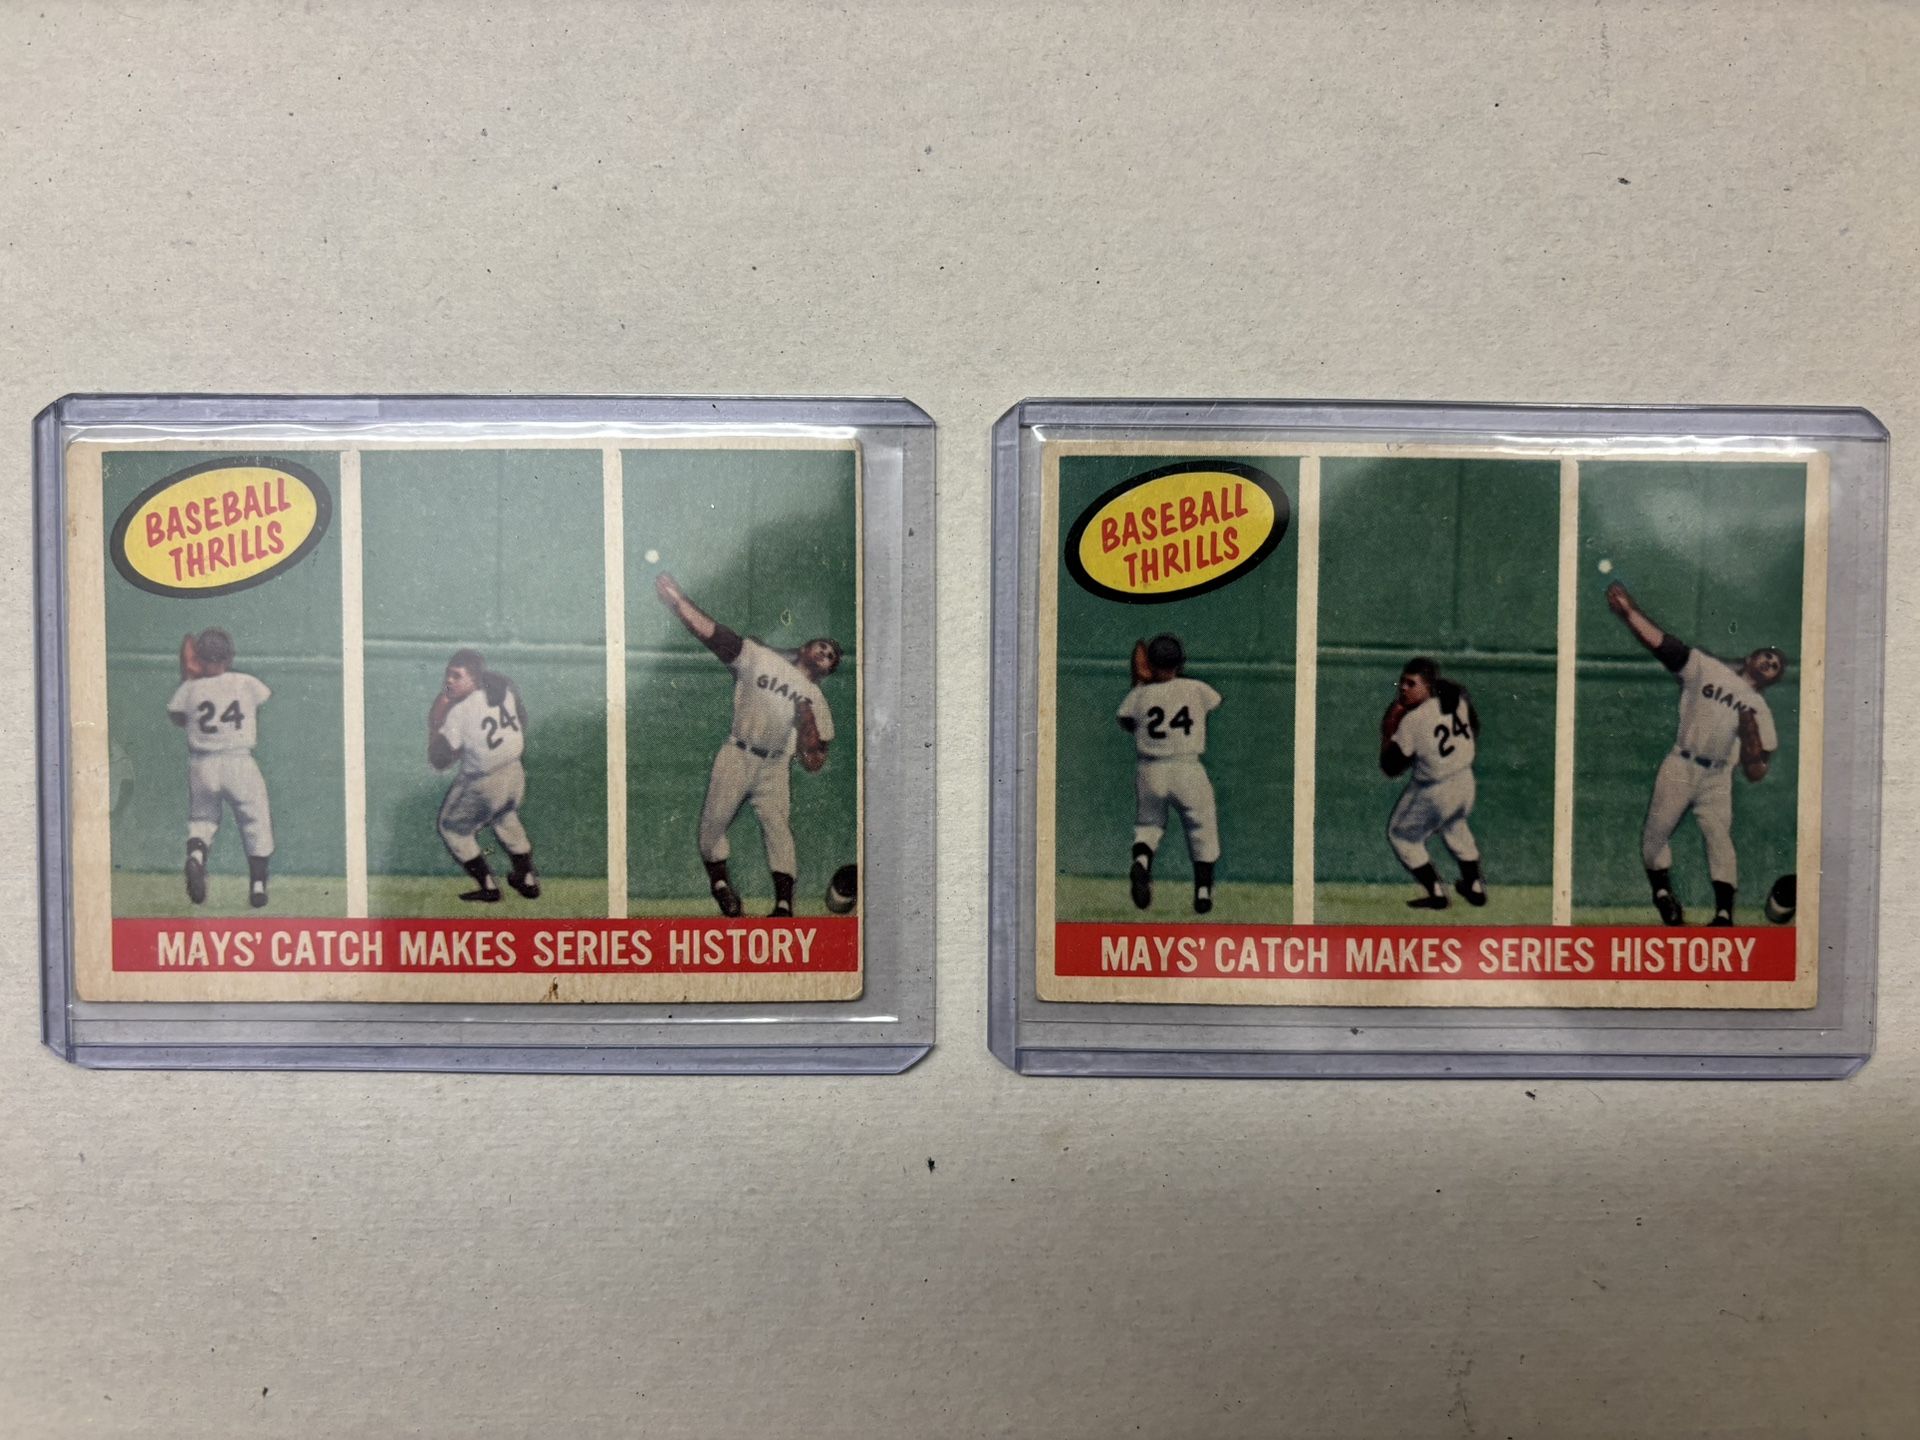 BASEBALL
THRILLS
24
24
GIANT
MAYS' CATCH MAKES SERIES HISTORY
BASEBALL
THRILLS
24
24
GIANT
MAYS' CATCH MAKES SERIES HISTORY